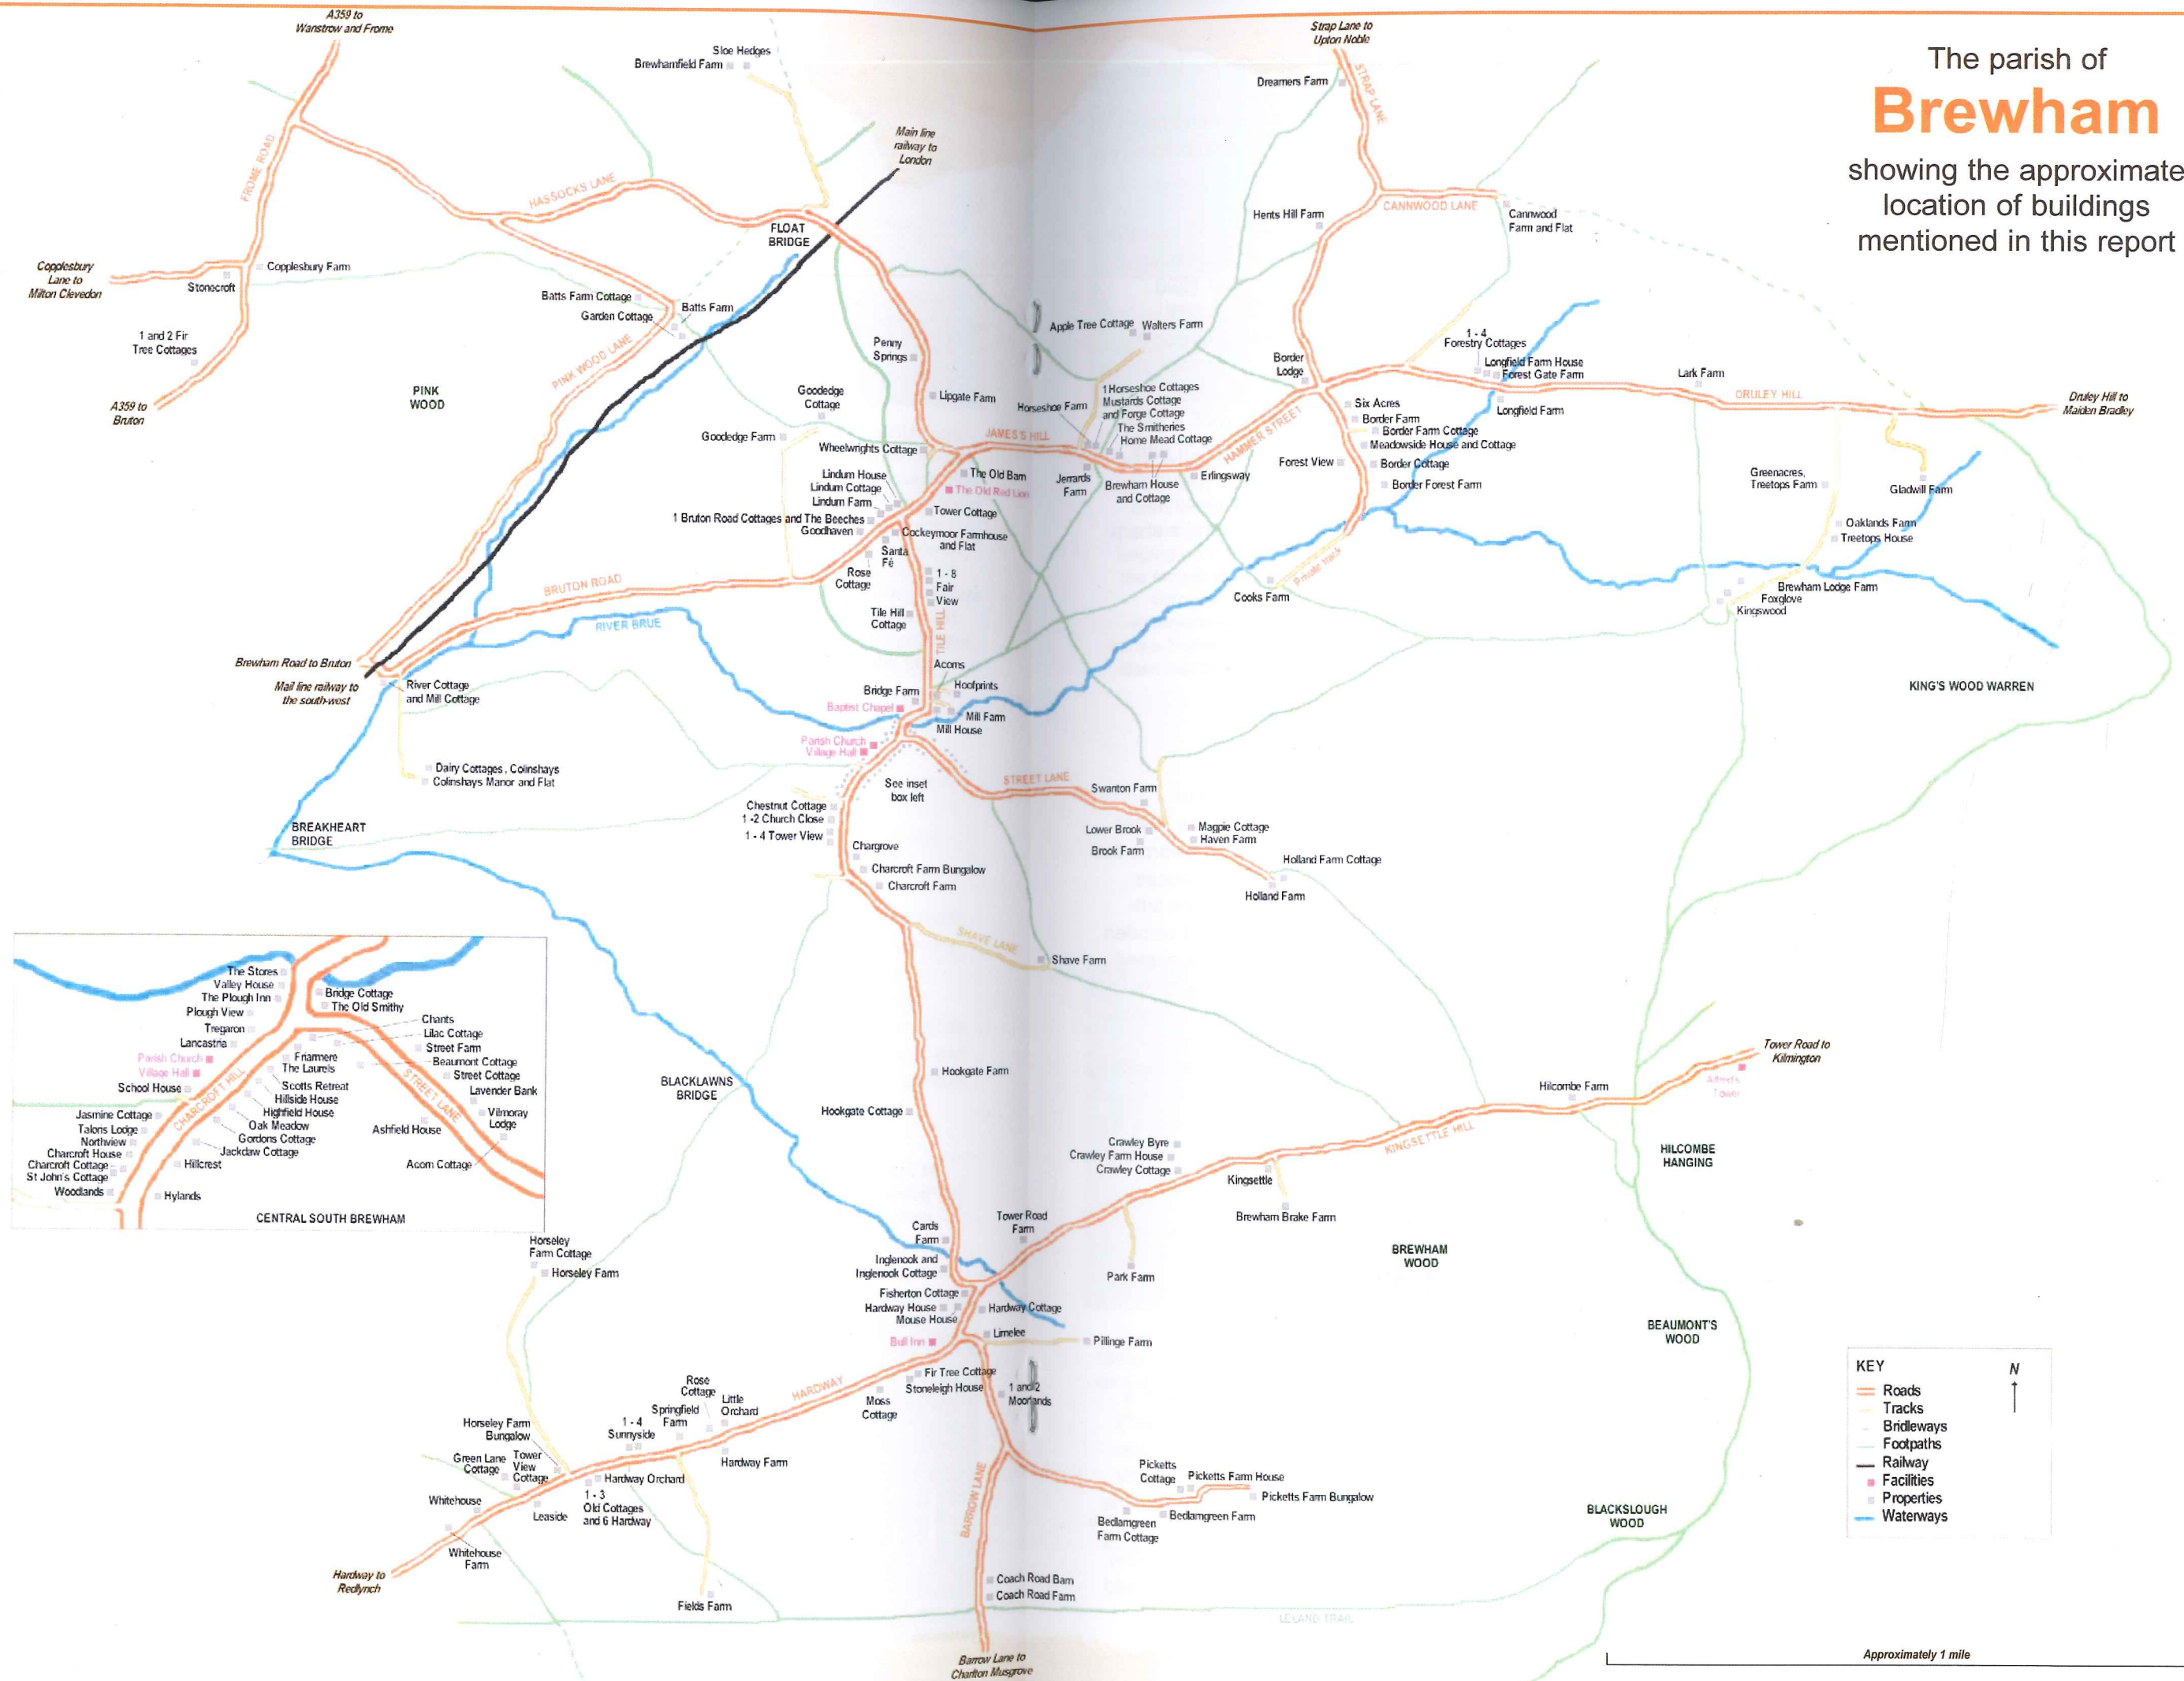 The parish of
Brewham
showing the approximate
location of buildings
mentioned in this report
A359 to
Wanstrow and Frome
FROME ROAD
HASSOCKS LANE
Sloe Hedges
Brewhamfield Farm
Main line
railway to
London
FLOAT
BRIDGE
Strap Lane to
Upton Noble
STRAP LANE
Dreamers Farm
CANNWOOD LANE
Hents Hill Farm
Cannwood
Farm and Flat
Copplesbury
Lane to
Milton Clevedon
Stonecroft
Copplesbury Farm
1 and 2 Fir
Tree Cottages
A359 to
Bruton
PINK
WOOD
PINK WOOD LANE
Batts Farm Cottage
Garden Cottage
Batts Farm
Penny
Springs
Lipgate Farm
Goodedge
Cottage
Goodedge Farm
Wheelwrights Cottage
Apple Tree Cottage
Walters Farm
Horseshoe Farm
1 Horseshoe Cottages
Mustards Cottage
and Forge Cottage
The Smitheries
Home Mead Cottage
JAMES'S HILL
HAMMER STREET
Jerrards
Farm
Brewham House
and Cottage
Erlingsway
Border
Lodge
1 - 4
Forestry Cottages
Longfield Farm House
Forest Gate Farm
Longfield Farm
Lark Farm
DRULEY HILL
Druley Hill to
Maiden Bradley
Six Acres
Border Farm
Border Farm Cottage
Meadowside House and Cottage
Forest View
Border Cottage
Border Forest Farm
Greenacres,
Treetops Farm
Gladwill Farm
Oaklands Farm
Treetops House
Brewham Lodge Farm
Foxglove
Kingswood
Private track
Cooks Farm
KING'S WOOD WARREN
The Old Barn
The Old Red Lion
Lindum House
Lindum Cottage
Lindum Farm
1 Bruton Road Cottages and The Beeches
Goodhaven
Tower Cottage
Cockeymoor Farmhouse
and Flat
Santa
Fé
Rose
Cottage
1 - 8
Fair
View
Tile Hill
Cottage
TILE HILL
BRUTON ROAD
RIVER BRUE
Brewham Road to Bruton
Mail line railway to
the south-west
River Cottage
and Mill Cottage
Acorns
Hoofprints
Bridge Farm
Baptist Chapel
Mill Farm
Mill House
Parish Church
Village Hall
See inset
box left
Dairy Cottages, Colinshays
Colinshays Manor and Flat
BREAKHEART
BRIDGE
Chestnut Cottage
1 -2 Church Close
1 - 4 Tower View
Chargrove
Charcroft Farm Bungalow
Charcroft Farm
STREET LANE
Swanton Farm
Lower Brook
Brook Farm
Magpie Cottage
Haven Farm
Holland Farm Cottage
Holland Farm
SHAVE LANE
Shave Farm
The Stores
Valley House
The Plough Inn
Plough View
Tregaron
Lancastria
Parish Church
Village Hall
School House
Jasmine Cottage
Talons Lodge
Northview
Charcroft House
Charcroft Cottage
St John's Cottage
Woodlands
Bridge Cottage
The Old Smithy
Chants
Lilac Cottage
Street Farm
Beaumont Cottage
Street Cottage
Lavender Bank
Vilmoray
Lodge
Friarmere
The Laurels
Scotts Retreat
Hillside House
Highfield House
Oak Meadow
Gordons Cottage
Jackdaw Cottage
Hillcrest
Hylands
Ashfield House
Acorn Cottage
CHARCROFT HILL
STREET LANE
CENTRAL SOUTH BREWHAM
BLACKLAWNS
BRIDGE
Hookgate Farm
Hookgate Cottage
Tower Road to
Kilmington
Alfred's
Tower
Hilcombe Farm
KINGSETTLE HILL
HILCOMBE
HANGING
Crawley Byre
Crawley Farm House
Crawley Cottage
Kingsettle
Brewham Brake Farm
BREWHAM
WOOD
Tower Road
Farm
Park Farm
Cards
Farm
Inglenook and
Inglenook Cottage
Fisherton Cottage
Hardway House
Mouse House
Hardway Cottage
Bull Inn
Limelee
Pillinge Farm
Fir Tree Cottage
Stoneleigh House
1 and 2
Moorlands
Moss
Cottage
HARDWAY
BEAUMONT'S
WOOD
Horseley
Farm Cottage
Horseley Farm
Rose
Cottage
Little
Orchard
Springfield
Farm
1 - 4
Sunnyside
Horseley Farm
Bungalow
Green Lane
Cottage
Tower
View
Cottage
Hardway Farm
Hardway Orchard
1 - 3
Old Cottages
and 6 Hardway
Leaside
Whitehouse
Whitehouse
Farm
Hardway to
Redlynch
Fields Farm
BARROW LANE
Picketts
Cottage
Picketts Farm House
Picketts Farm Bungalow
Bedlamgreen
Farm Cottage
Bedlamgreen Farm
BLACKSLOUGH
WOOD
Coach Road Barn
Coach Road Farm
LELAND TRAIL
Barrow Lane to
Charlton Musgrove
KEY
N
Roads
Tracks
Bridleways
Footpaths
Railway
Facilities
Properties
Waterways
Approximately 1 mile